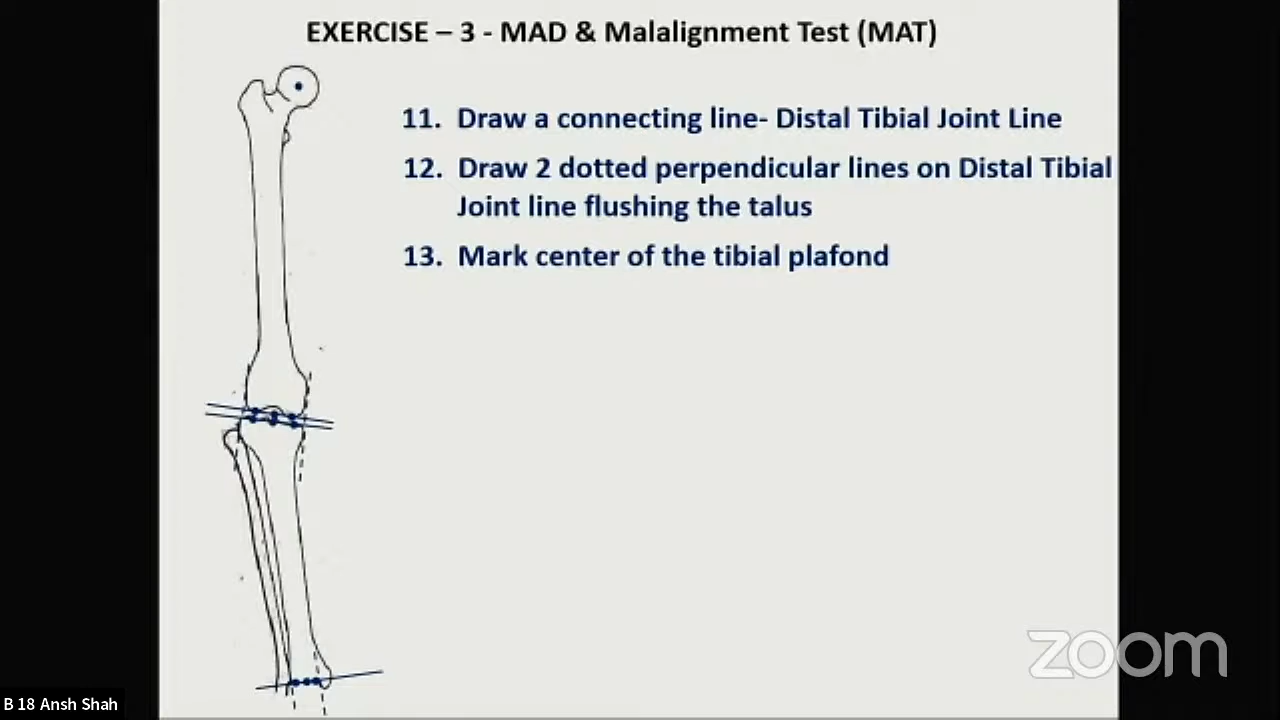 EXERCISE – 3 - MAD & Malalignment Test (MAT)
11. Draw a connecting line- Distal Tibial Joint Line
12. Draw 2 dotted perpendicular lines on Distal Tibial
Joint line flushing the talus
13. Mark center of the tibial plafond
zoom
B 18 Ansh Shah